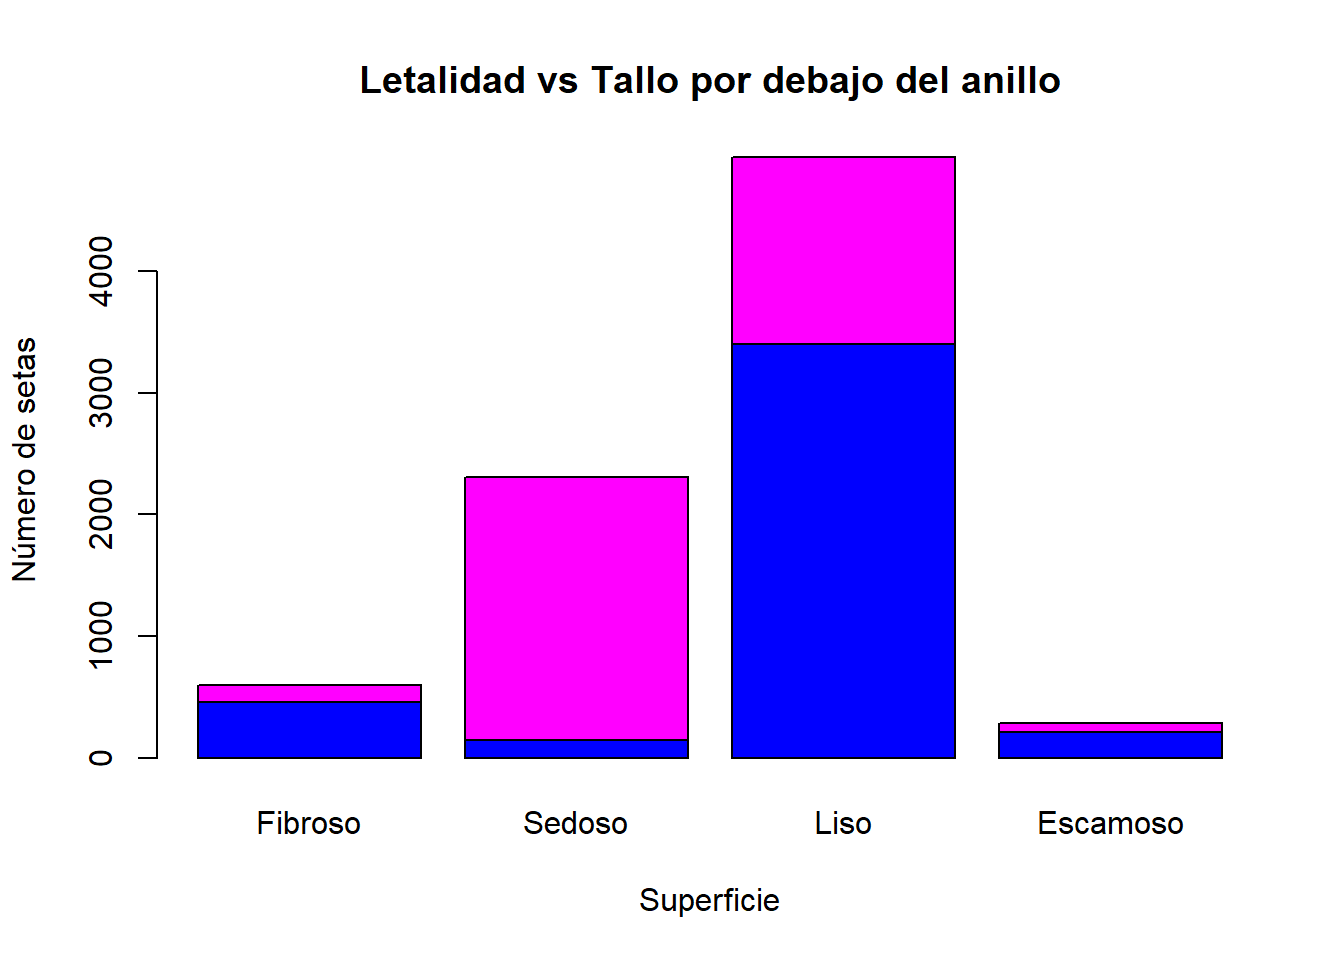 Letalidad vs Tallo por debajo del anillo
Número de setas
4000
3000
2000
1000
0
Fibroso Sedoso Liso Escamoso
Superficie